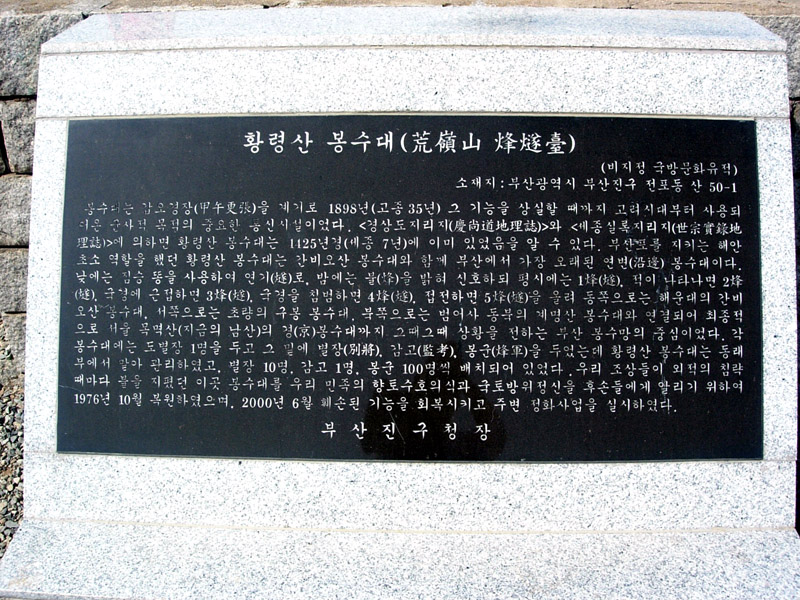 황령산 봉수대(荒嶺山 烽燧臺)
(비지정 국방문화유적)
소재지: 부산광역시 부산진구 전포동 산 50-1
봉수대는 갑오경장(甲午更張)을 계기로 1898년(고종 35년) 그 기능을 상실할 때까지 고려시대부터 사용되
어온 군사적 목적의 중요한 통신시설이었다. <경상도지리지(慶尙道地理誌)>와 <세종실록지리지(世宗實錄地
理誌)>에 의하면 황령산 봉수대는 1425년경(세종 7년)에 이미 있었음을 알 수 있다. 부산포를 지키는 해안
초소 역할을 했던 황령산 봉수대는 간비오산 봉수대와 함께 부산에서 가장 오래된 연변(沿邊) 봉수대이다.
낮에는 짐승 똥을 사용하여 연기(燧)로, 밤에는 불(烽)을 밝혀 신호하되 평시에는 1烽(燧), 적이 나타나면 2烽
(燧), 국경에 근접하면 3烽(燧), 국경을 침범하면 4烽(燧), 접전하면 5烽(燧)을 올려 동쪽으로는 해운대의 간비
오산 봉수대, 서쪽으로는 초량의 구봉 봉수대, 북쪽으로는 범어사 동북의 계명산 봉수대와 연결되어 최종적
으로 서울 목멱산(지금의 남산)의 경(京)봉수대까지 그때그때 상황을 전하는 부산 봉수망의 중심이었다. 각
봉수대에는 도별장 1명을 두고 그 밑에 별장(別將), 감고(監考), 봉군(烽軍)을 두었는데 황령산 봉수대는 동래
부에서 맡아 관리하였고, 별장 10명, 감고 1명, 봉군 100명씩 배치되어 있었다. 우리 조상들이 외적의 침략
때마다 불을 지폈던 이곳 봉수대를 우리 민족의 향토수호의식과 국토방위정신을 후손들에게 알리기 위하여
1976년 10월 복원하였으며, 2000년 6월 훼손된 기능을 회복시키고 주변 정화사업을 실시하였다.
부산진구청장